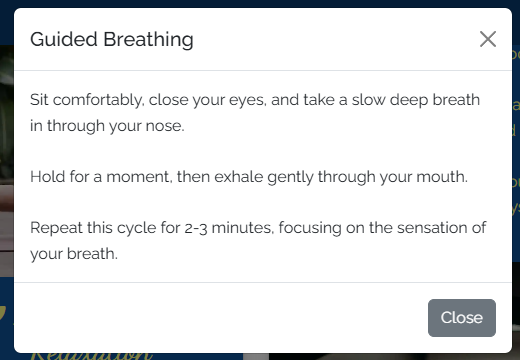 Guided Breathing
Sit comfortably, close your eyes, and take a slow deep breath
in through your nose.
Hold for a moment, then exhale gently through your mouth.
Repeat this cycle for 2-3 minutes, focusing on the sensation of
your breath.
Close
Relaxation